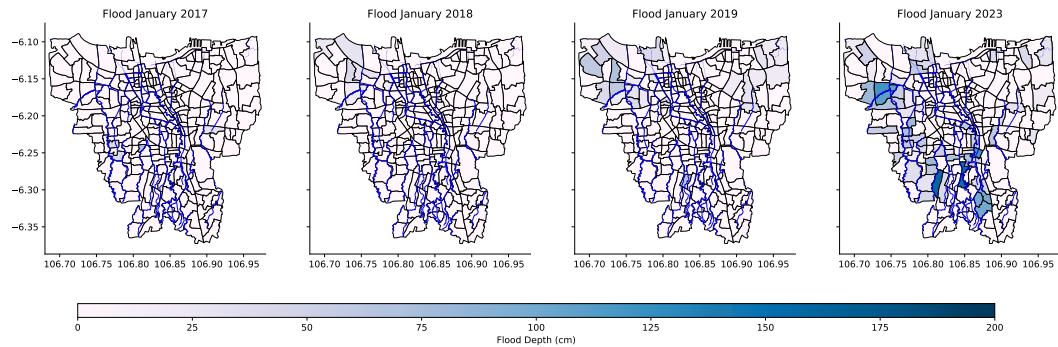 Flood January 2017 Flood January 2018 Flood January 2019 Flood January 2023
−6.10
−6.15
−6.20
−6.25
−6.30
−6.35
106.70 106.75 106.80 106.85 106.90 106.95 106.70 106.75 106.80 106.85 106.90 106.95 106.70 106.75 106.80 106.85 106.90 106.95 106.70 106.75 106.80 106.85 106.90 106.95
0 25 50 75 100 125 150 175 200
Flood Depth (cm)